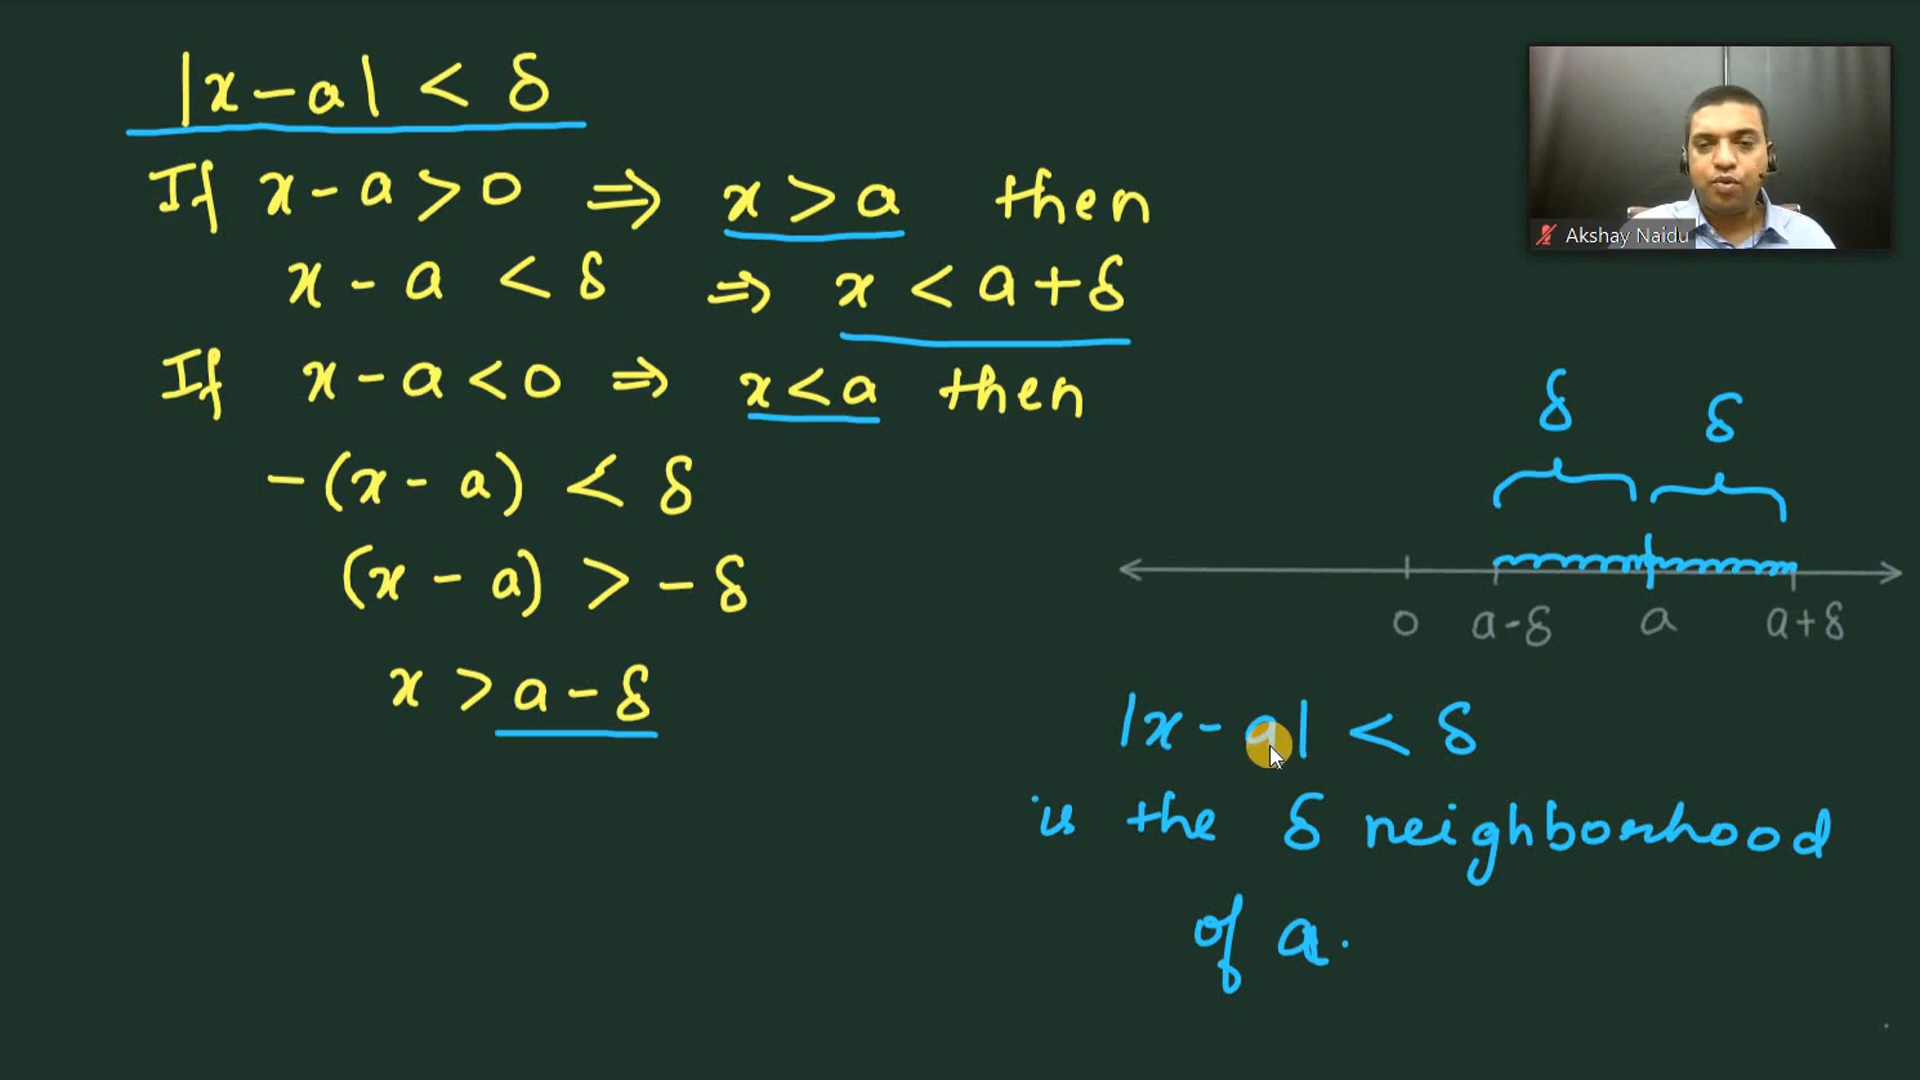 |x-a| < δ
If x-a>0 ⇒ x>a then
x-a < δ ⇒ x < a+δ
If x-a<0 ⇒ x<a then
-(x-a) < δ
(x-a) > -δ
x > a-δ
Akshay Naidu
δ δ
0 a-δ a a+δ
|x-a| < δ
is the δ neighborhood
of a.